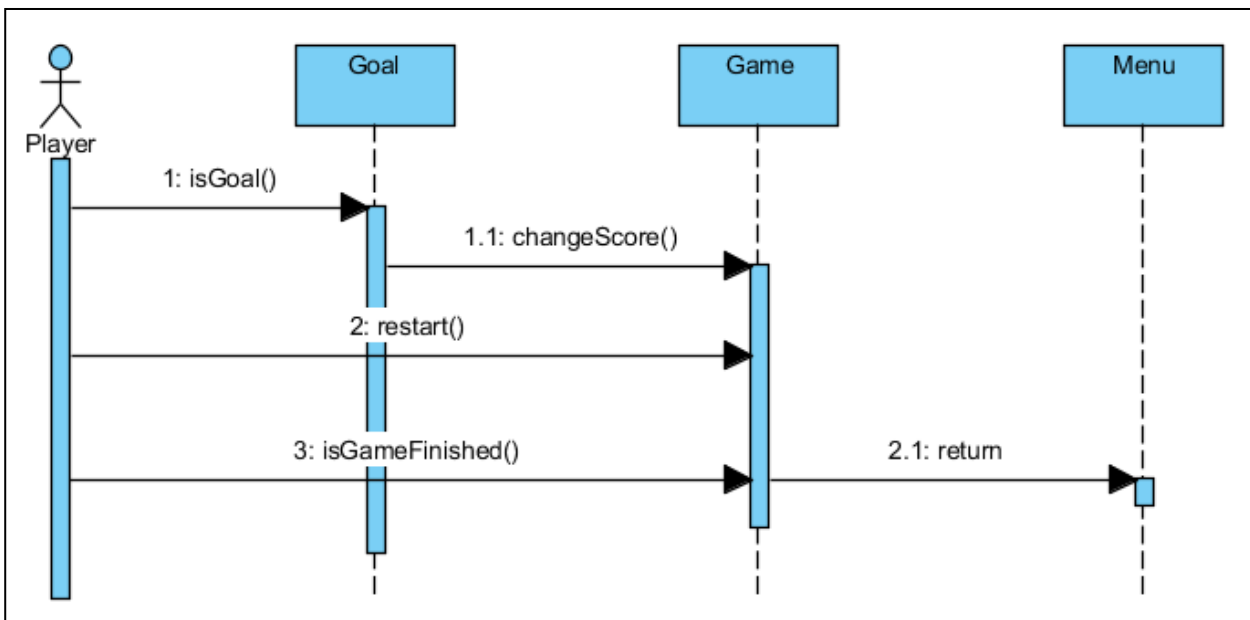 Goal
Game
Menu
Player
1: isGoal()
1.1: changeScore()
2: restart()
3: isGameFinished()
2.1: return